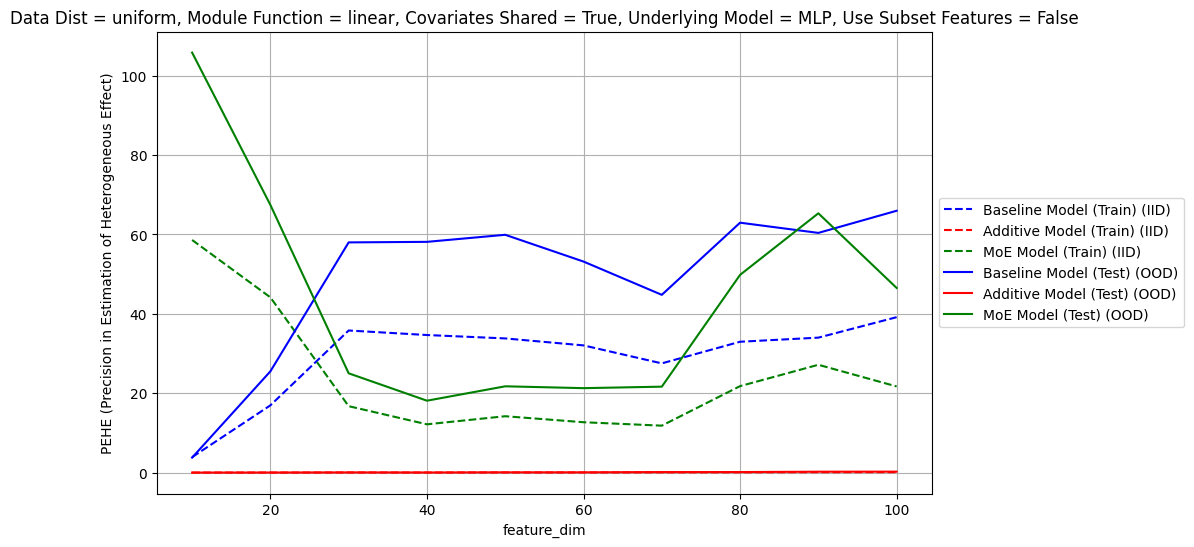 Data Dist = uniform, Module Function = linear, Covariates Shared = True, Underlying Model = MLP, Use Subset Features = False
PEHE (Precision in Estimation of Heterogeneous Effect)
100
80
60
40
20
0
20
40
60
80
100
feature_dim
Baseline Model (Train) (IID)
Additive Model (Train) (IID)
MoE Model (Train) (IID)
Baseline Model (Test) (OOD)
Additive Model (Test) (OOD)
MoE Model (Test) (OOD)